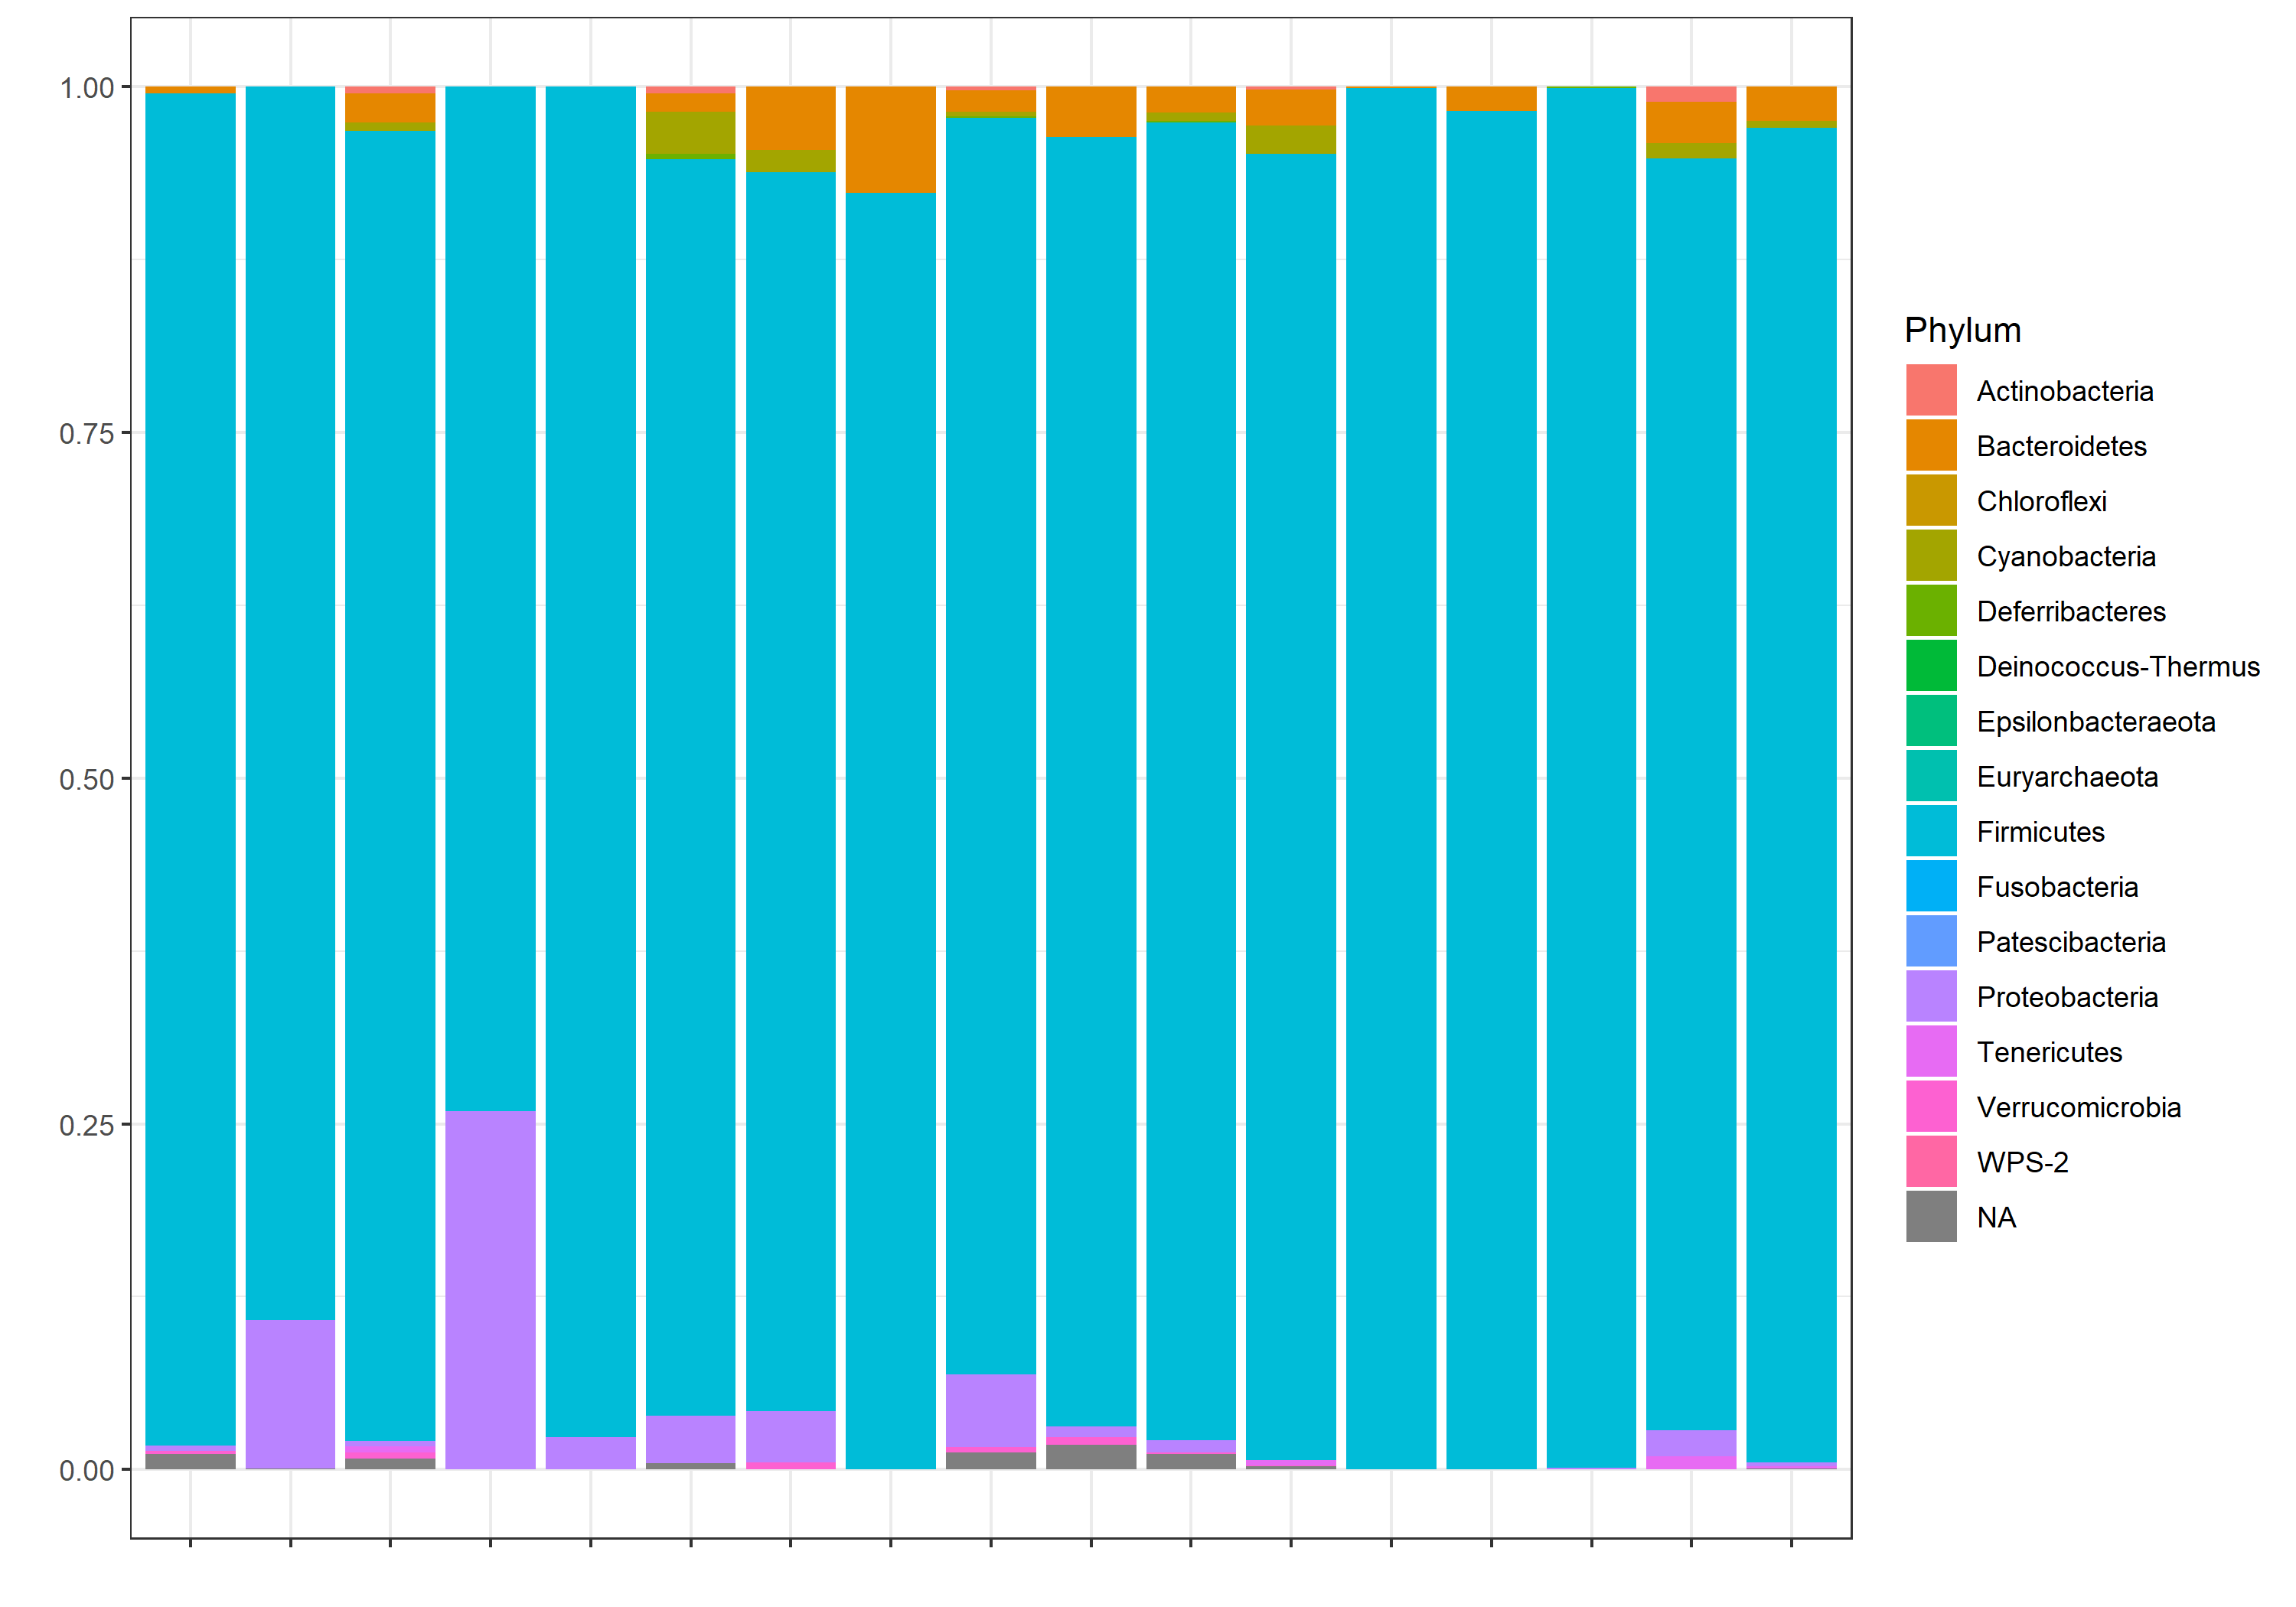 1.00
0.75
0.50
0.25
0.00
Phylum
Actinobacteria
Bacteroidetes
Chloroflexi
Cyanobacteria
Deferribacteres
Deinococcus-Thermus
Epsilonbacteraeota
Euryarchaeota
Firmicutes
Fusobacteria
Patescibacteria
Proteobacteria
Tenericutes
Verrucomicrobia
WPS-2
NA